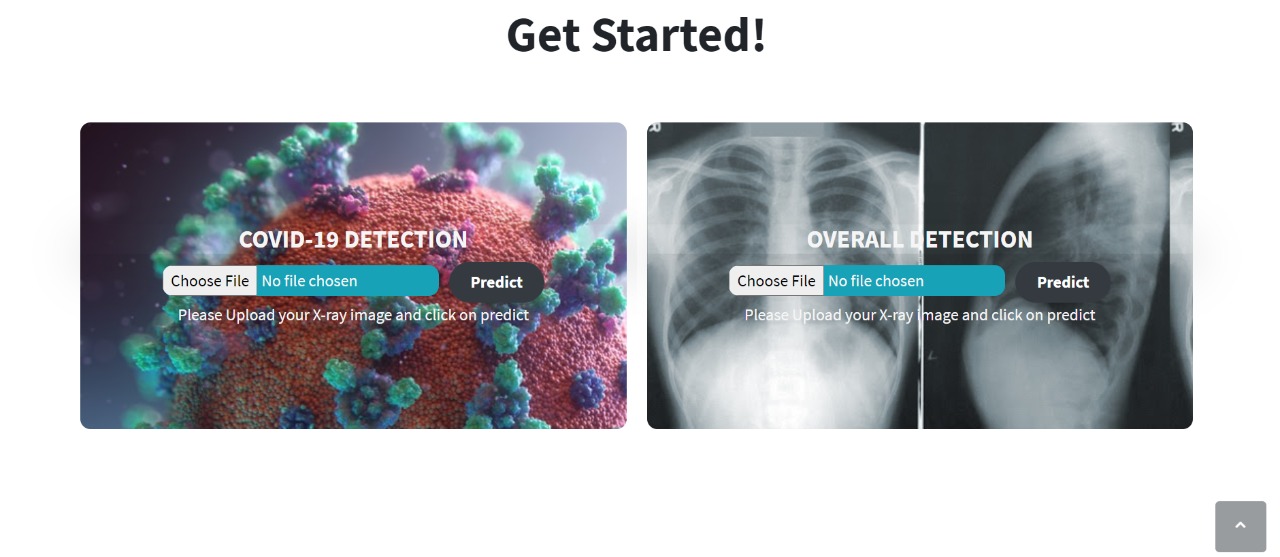 Get Started!
R
R
COVID-19 DETECTION
Choose File No file chosen Predict
Please Upload your X-ray image and click on predict
OVERALL DETECTION
Choose File No file chosen Predict
Please Upload your X-ray image and click on predict